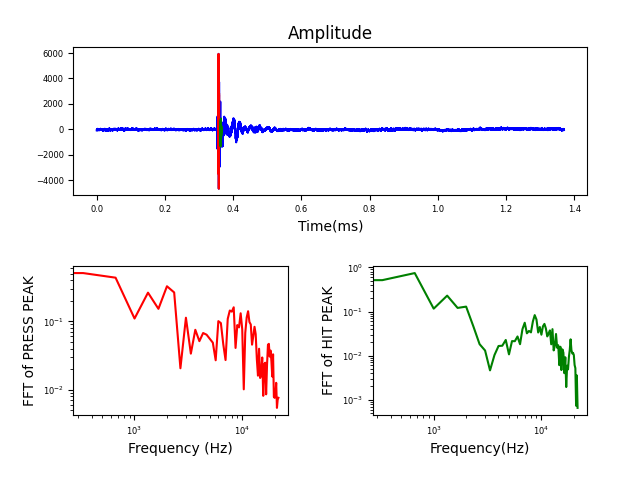 Amplitude
6000
4000
2000
0
−2000
−4000
0.0 0.2 0.4 0.6 0.8 1.0 1.2 1.4
Time(ms)
FFT of PRESS PEAK
10⁻¹
10⁻²
10³ 10⁴
Frequency (Hz)
FFT of HIT PEAK
10⁰
10⁻¹
10⁻²
10⁻³
10³ 10⁴
Frequency(Hz)